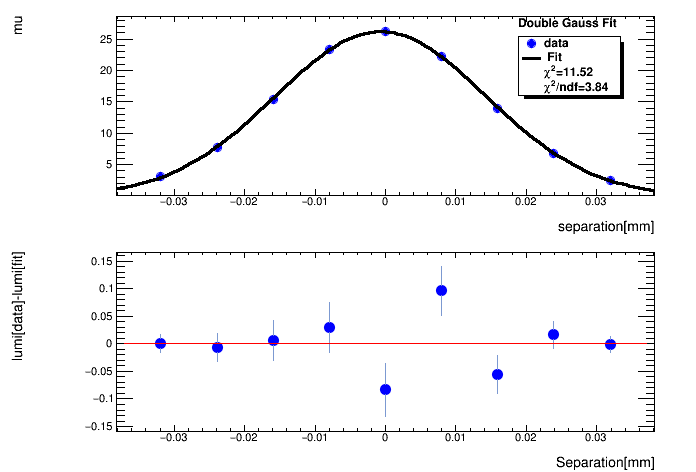 mu
Double Gauss Fit
data
Fit
χ²=11.52
χ²/ndf=3.84
25
20
15
10
5
−0.03 −0.02 −0.01 0 0.01 0.02 0.03
separation[mm]
lumi[data]-lumi[fit]
0.15
0.1
0.05
0
−0.05
−0.1
−0.15
−0.03 −0.02 −0.01 0 0.01 0.02 0.03
Separation[mm]